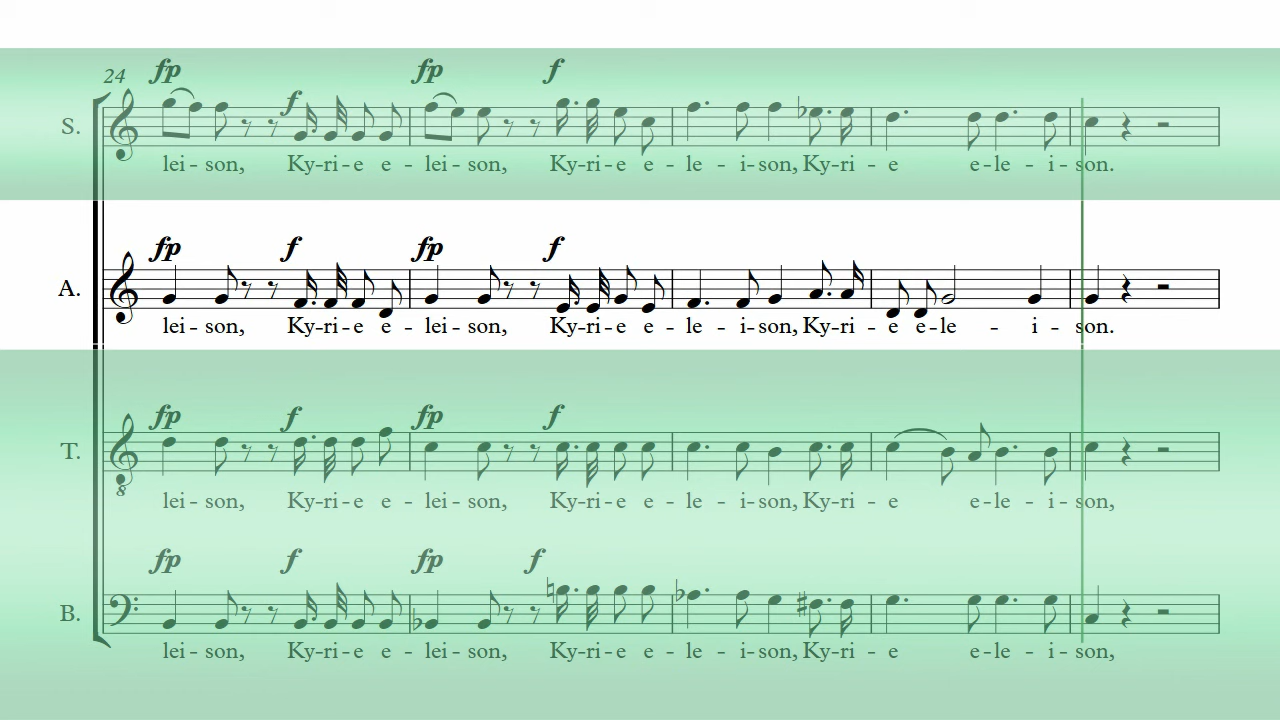 24 fp f fp f
S.
lei - son, Ky-ri-e e - lei - son, Ky-ri-e e - le - i-son, Ky-ri - e e-le - i - son.
fp f fp f
A.
lei - son, Ky-ri-e e - lei - son, Ky-ri-e e - le - i-son, Ky-ri - e e-le - i - son.
fp f fp f
T.
8
lei - son, Ky-ri-e e - lei - son, Ky-ri-e e - le - i-son, Ky-ri - e e-le - i - son,
fp f fp f
B.
lei - son, Ky-ri-e e - lei - son, Ky-ri-e e - le - i-son, Ky-ri - e e-le - i - son,